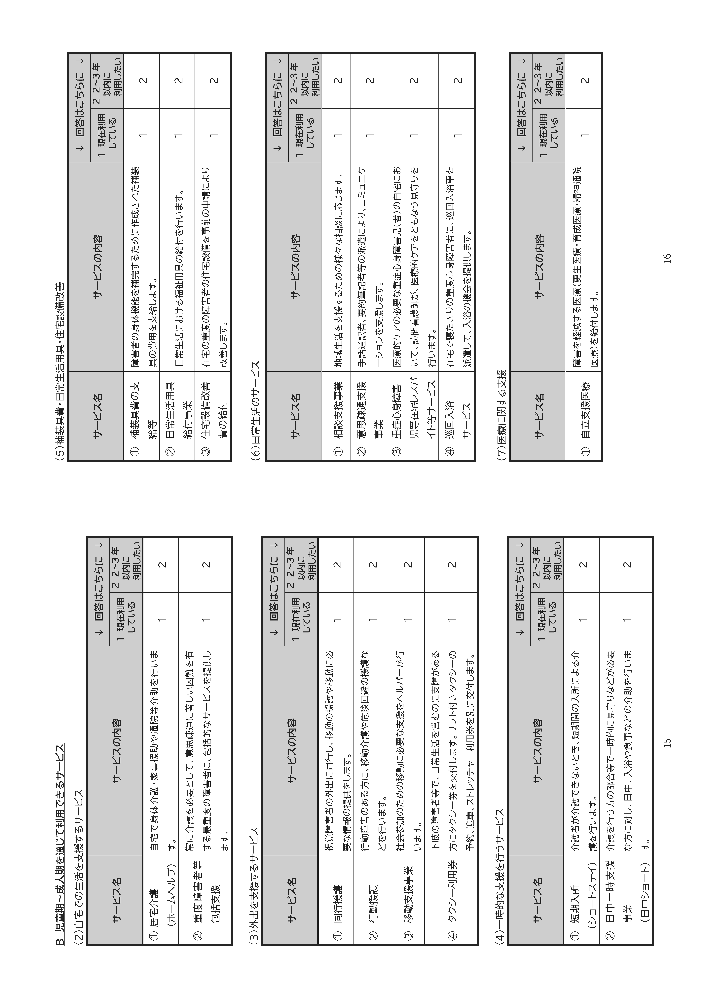 B 児童期～成人期を通じて利用できるサービス
(2)自宅での生活を支援するサービス
サービス名
サービスの内容
↓ 回答はこちらに ↓
1 現在利用
している
2 2～3年
以内に
利用したい
① 居宅介護
(ホームヘルプ)
自宅で身体介護・家事援助や通院等介助を行いま
す。
1
2
② 重度障害者等
包括支援
常に介護を必要として、意思疎通に著しい困難を有
する最重度の障害者に、包括的なサービスを提供し
ます。
1
2
(3)外出を支援するサービス
サービス名
サービスの内容
↓ 回答はこちらに ↓
1 現在利用
している
2 2～3年
以内に
利用したい
① 同行援護
視覚障害者の外出に同行し、移動の援護や移動に必
要な情報の提供をします。
1
2
② 行動援護
行動障害のある方に、移動介護や危険回避の援護な
どを行います。
1
2
③ 移動支援事業
社会参加のための移動に必要な支援をヘルパーが行
います。
1
2
④ タクシー利用券
下肢の障害者等で、日常生活を営むのに支障がある
方にタクシー券を交付します。リフト付きタクシーの
予約、迎車、ストレッチャー利用券を別に交付します。
1
2
(4)一時的な支援を行うサービス
サービス名
サービスの内容
↓ 回答はこちらに ↓
1 現在利用
している
2 2～3年
以内に
利用したい
① 短期入所
(ショートステイ)
介護者が介護できないとき、短期間の入所による介
護を行います。
1
2
② 日中一時支援
事業
(日中ショート)
介護を行う方の都合等で一時的に見守りなどが必要
な方に対し、日中、入浴や食事などの介助を行いま
す。
1
2
15
(5)補装具費・日常生活用具・住宅設備改善
サービス名
サービスの内容
↓ 回答はこちらに ↓
1 現在利用
している
2 2～3年
以内に
利用したい
① 補装具費の支
給等
障害者の身体機能を補完するために作成された補装
具の費用を支給します。
1
2
② 日常生活用具
給付事業
日常生活における福祉用具の給付を行います。
1
2
③ 住宅設備改善
費の給付
在宅の重度の障害者の住宅設備を事前の申請により
改善します。
1
2
(6)日常生活のサービス
サービス名
サービスの内容
↓ 回答はこちらに ↓
1 現在利用
している
2 2～3年
以内に
利用したい
① 相談支援事業
地域生活を支援するための様々な相談に応じます。
1
2
② 意思疎通支援
事業
手話通訳者、要約筆記者等の派遣により、コミュニケ
ーションを支援します。
1
2
③ 重症心身障害
児等在宅レスパ
イト等サービス
医療的ケアの必要な重症心身障害児(者)の自宅にお
いて、訪問看護師が、医療的ケアをともなう見守りを
行います。
1
2
④ 巡回入浴
サービス
在宅で寝たきりの重度心身障害者に、巡回入浴車を
派遣して、入浴の機会を提供します。
1
2
(7)医療に関する支援
サービス名
サービスの内容
↓ 回答はこちらに ↓
1 現在利用
している
2 2～3年
以内に
利用したい
① 自立支援医療
障害を軽減する医療(更生医療・育成医療・精神通院
医療)を給付します。
1
2
16